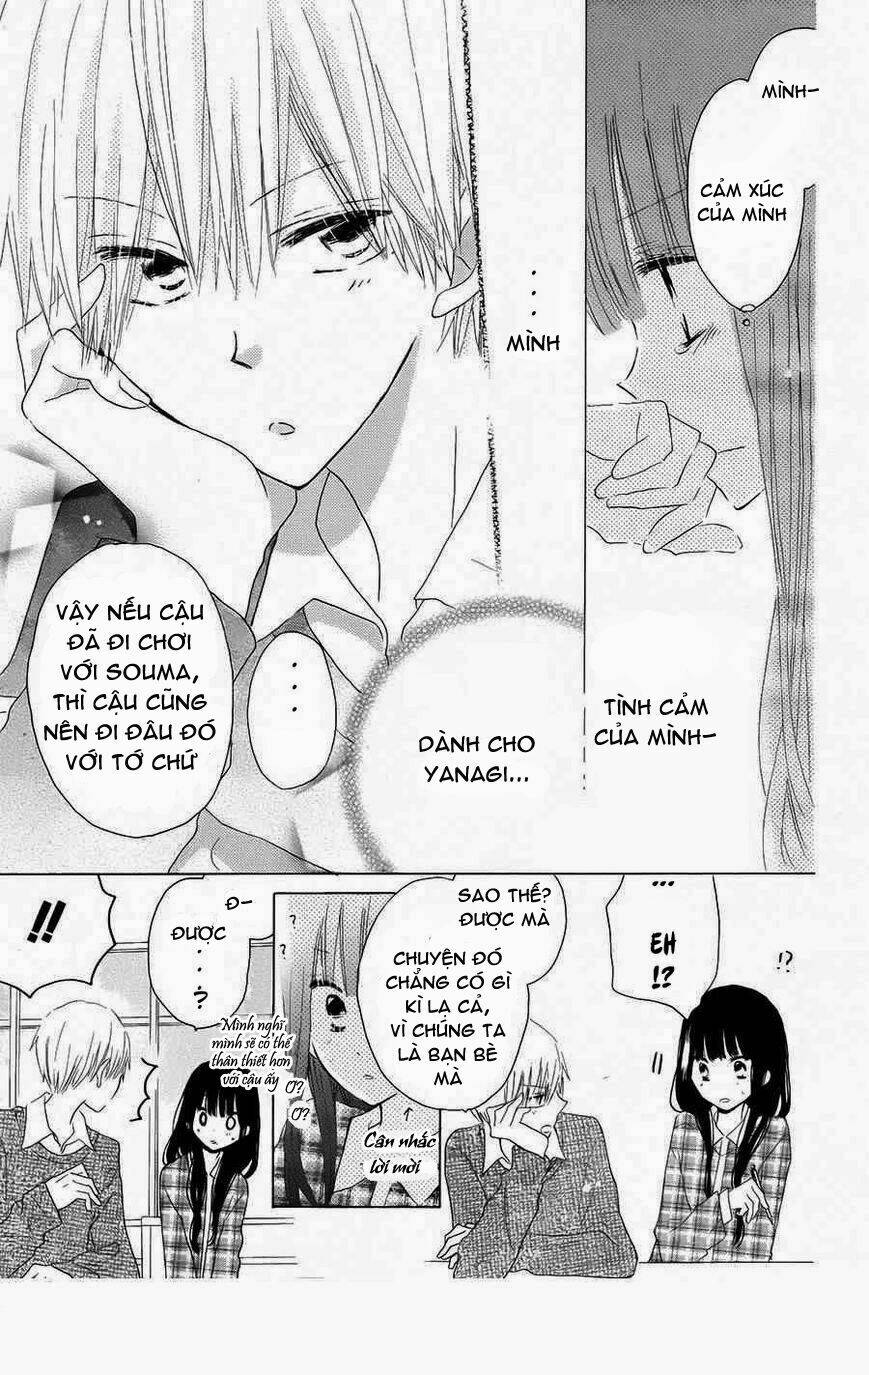 MÌNH-
CẢM XÚC
CỦA MÌNH
TÌNH CẢM
CỦA MÌNH-
...
MÌNH
DÀNH CHO
YANAGI...
...
VẬY NẾU CẬU
ĐÃ ĐI CHƠI
VỚI SOUMA,
THÌ CẬU CŨNG
NÊN ĐI ĐÂU ĐÓ
VỚI TỚ CHỨ
...
EH
!?
!?
SAO THẾ?
ĐƯỢC MÀ
CHUYỆN ĐÓ
CHẲNG CÓ GÌ
KÌ LẠ CẢ,
VÌ CHÚNG TA
LÀ BẠN BÈ
MÀ
?
?
Ơ?
Ơ?
Cân nhắc
lời mời
Đ-
ĐƯỢC
...
?
Mình nghĩ
mình sẽ có thể
thân thiết hơn
với cậu ấy
!!